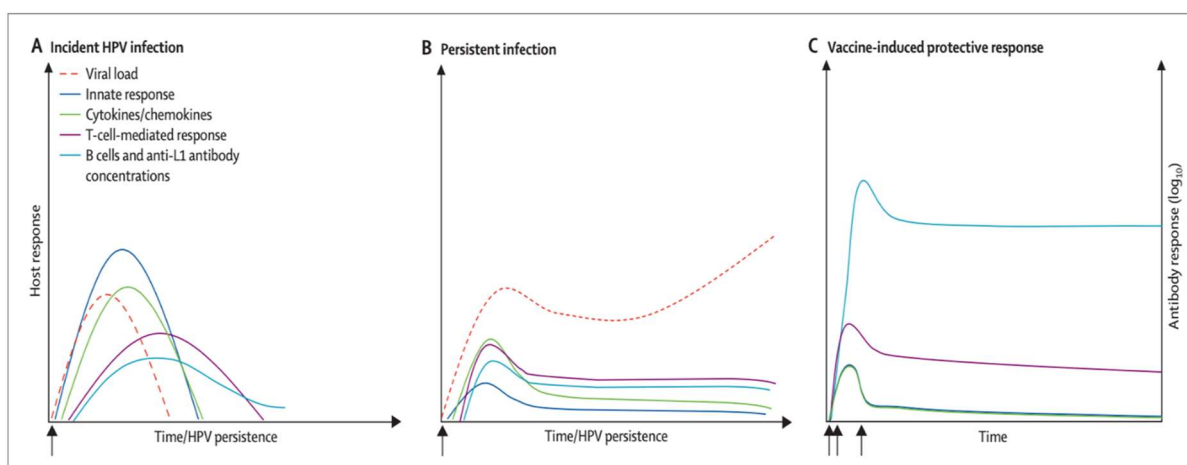 A Incident HPV infection
Viral load
Innate response
Cytokines/chemokines
T-cell-mediated response
B cells and anti-L1 antibody
concentrations
Host response
Time/HPV persistence
B Persistent infection
Time/HPV persistence
C Vaccine-induced protective response
Antibody response (log₁₀)
Time